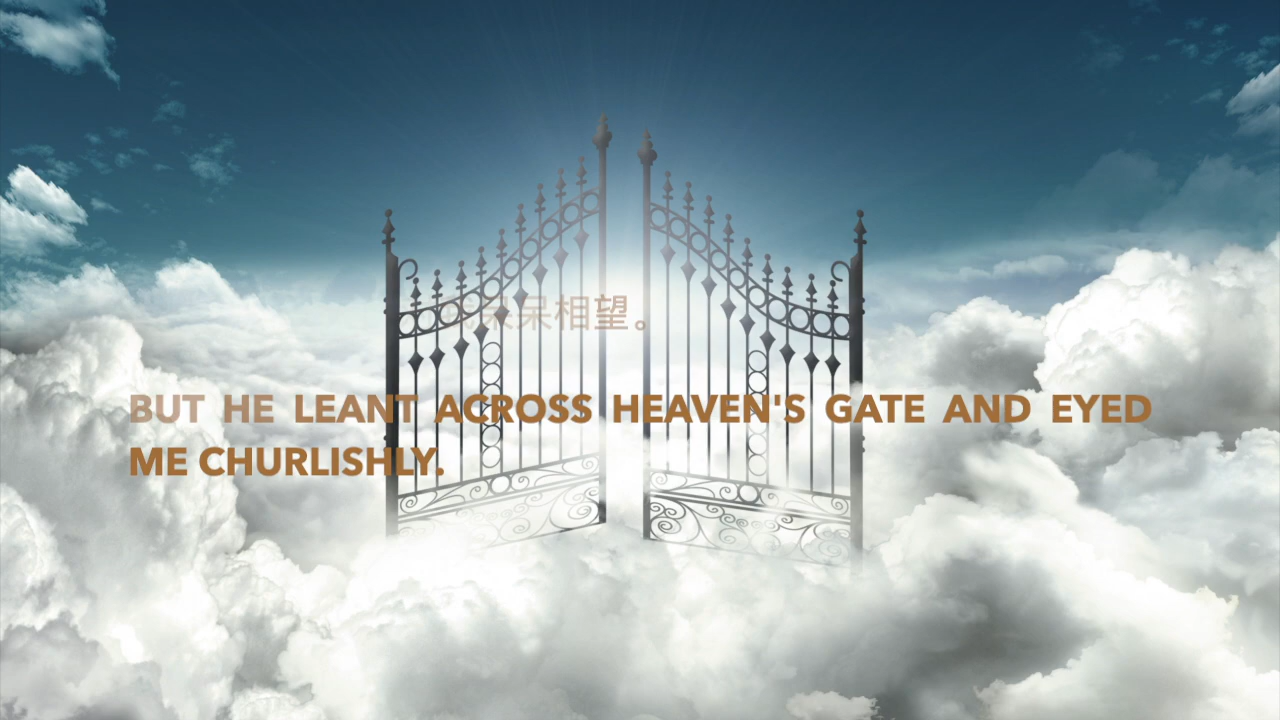 呆呆相望。
BUT HE LEANT ACROSS HEAVEN'S GATE AND EYED
ME CHURLISHLY.